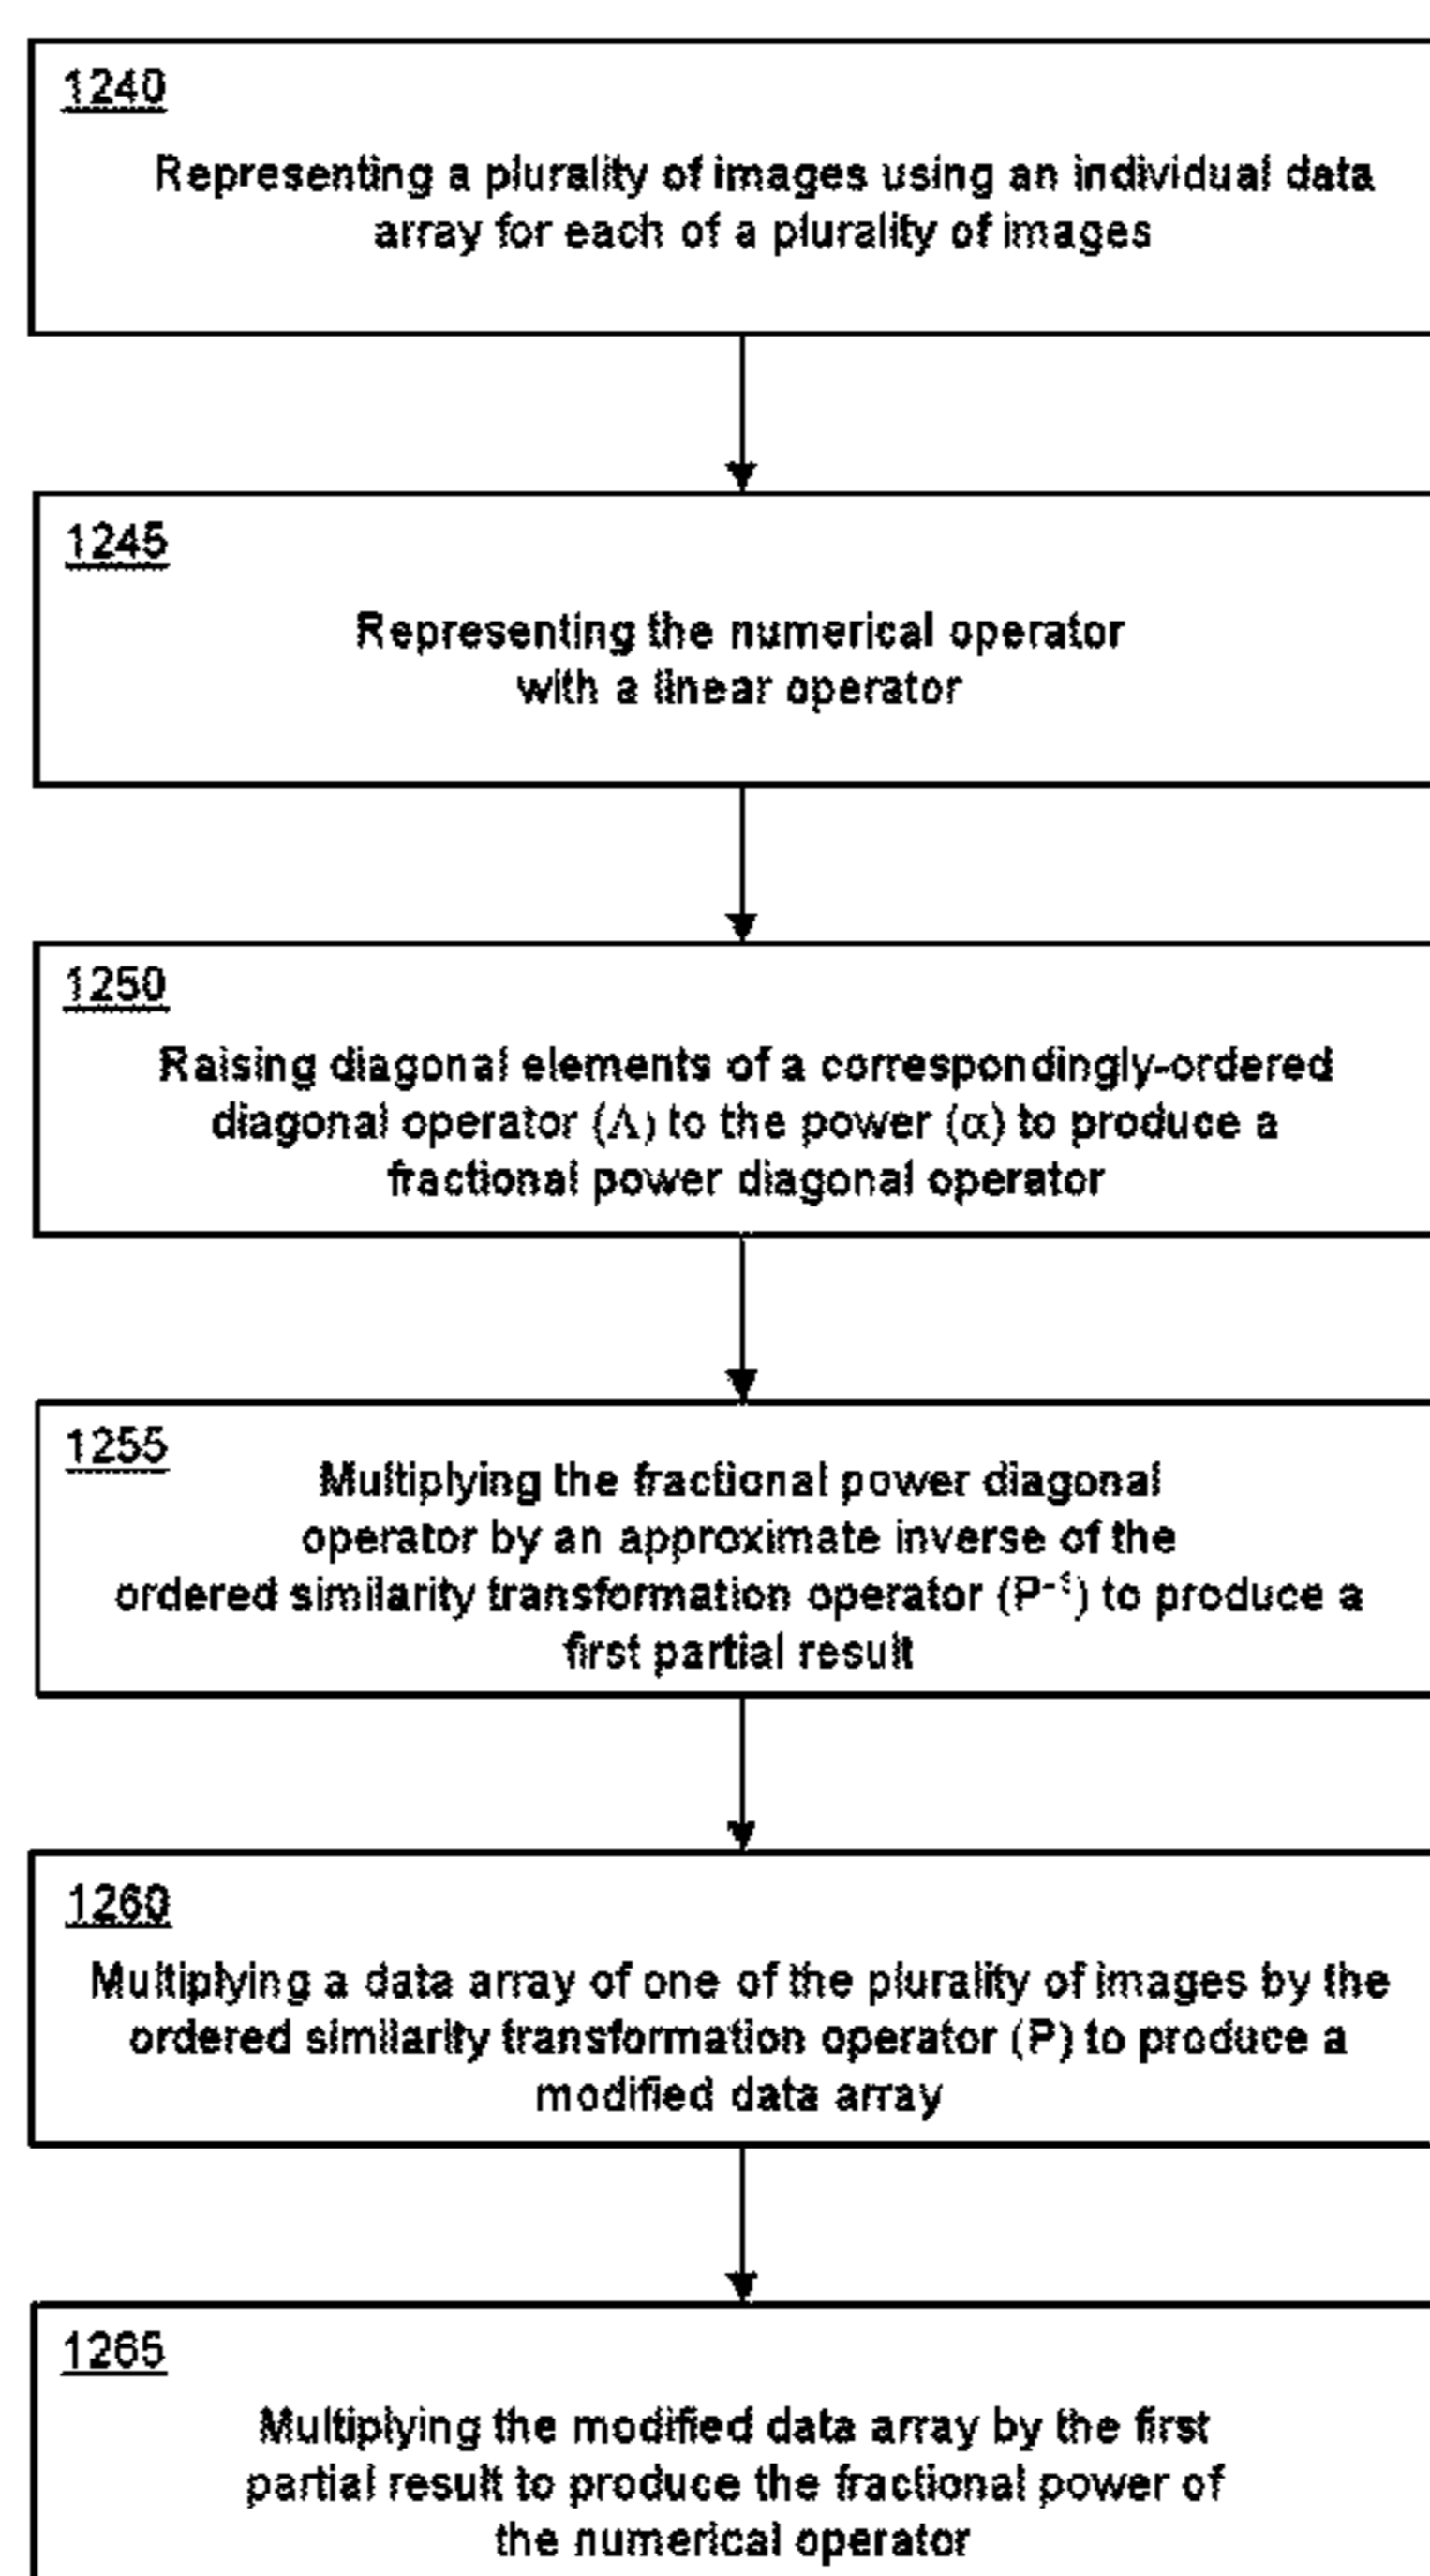 1240
Representing a plurality of images using an individual data
array for each of a plurality of images
1245
Representing the numerical operator
with a linear operator
1250
Raising diagonal elements of a correspondingly-ordered
diagonal operator (Λ) to the power (α) to produce a
fractional power diagonal operator
1255
Multiplying the fractional power diagonal
operator by an approximate inverse of the
ordered similarity transformation operator (P⁻¹) to produce a
first partial result
1260
Multiplying a data array of one of the plurality of images by the
ordered similarity transformation operator (P) to produce a
modified data array
1265
Multiplying the modified data array by the first
partial result to produce the fractional power of
the numerical operator